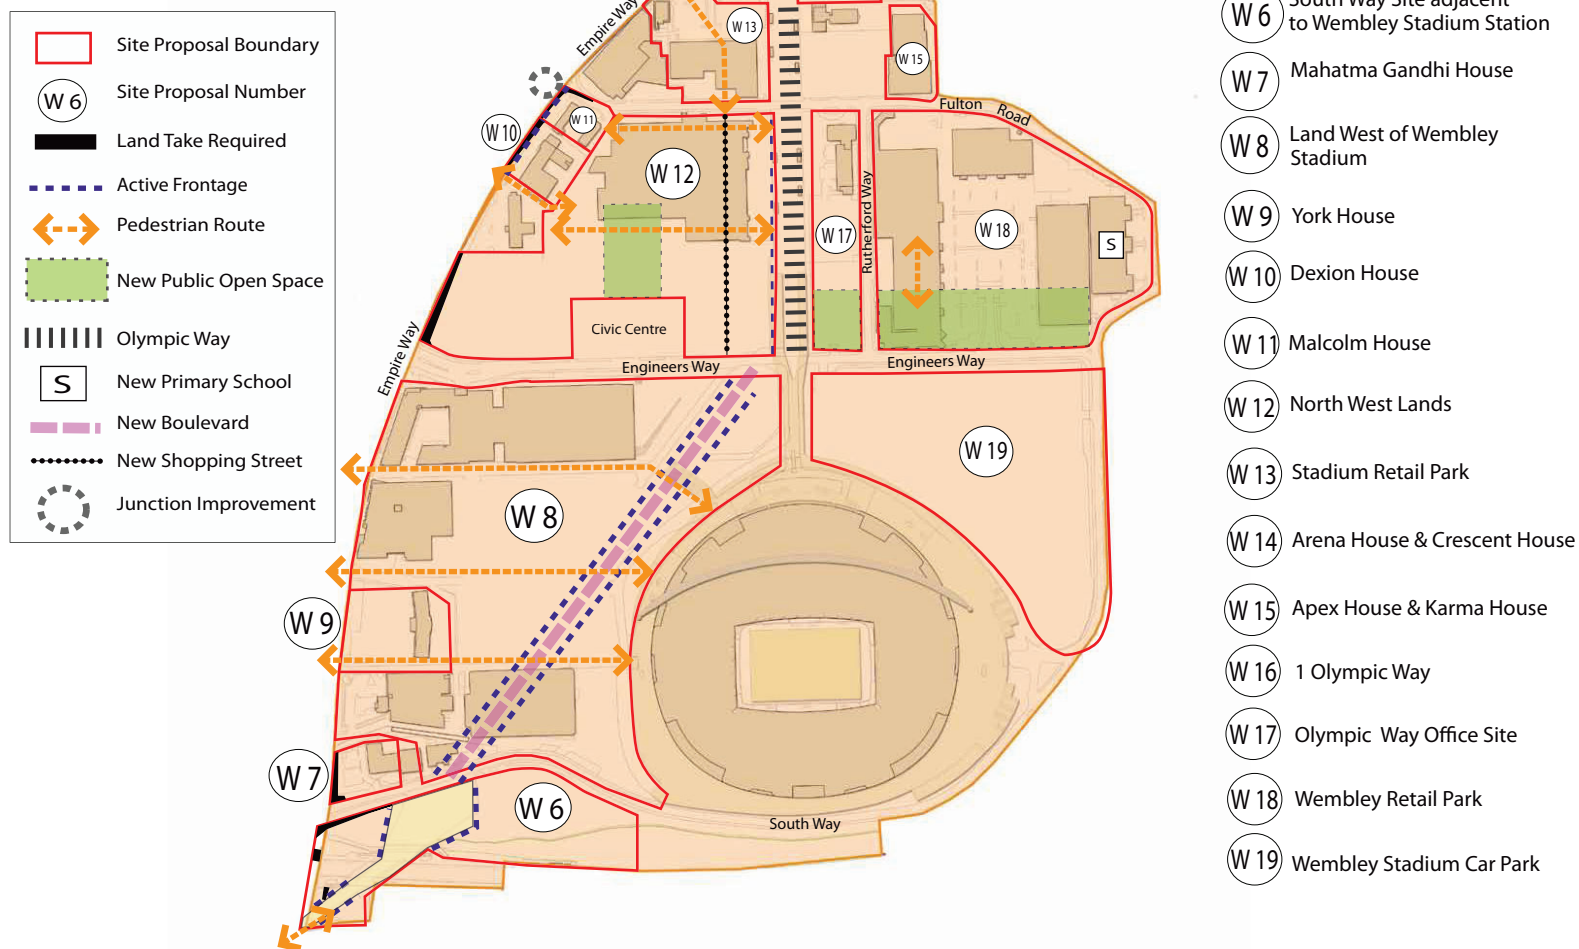 Site Proposal Boundary
W 6
Site Proposal Number
Land Take Required
Active Frontage
Pedestrian Route
New Public Open Space
Olympic Way
S
New Primary School
New Boulevard
New Shopping Street
Junction Improvement
Empire Way
W 13
W 15
Fulton Road
W 10
W 11
W 12
W 17
Rutherford Way
W 18
S
Civic Centre
Empire Way
Engineers Way
Engineers Way
W 19
W 8
W 9
W 7
W 6
South Way
W 6
South Way Site adjacent
to Wembley Stadium Station
W 7
Mahatma Gandhi House
W 8
Land West of Wembley
Stadium
W 9
York House
W 10
Dexion House
W 11
Malcolm House
W 12
North West Lands
W 13
Stadium Retail Park
W 14
Arena House & Crescent House
W 15
Apex House & Karma House
W 16
1 Olympic Way
W 17
Olympic Way Office Site
W 18
Wembley Retail Park
W 19
Wembley Stadium Car Park